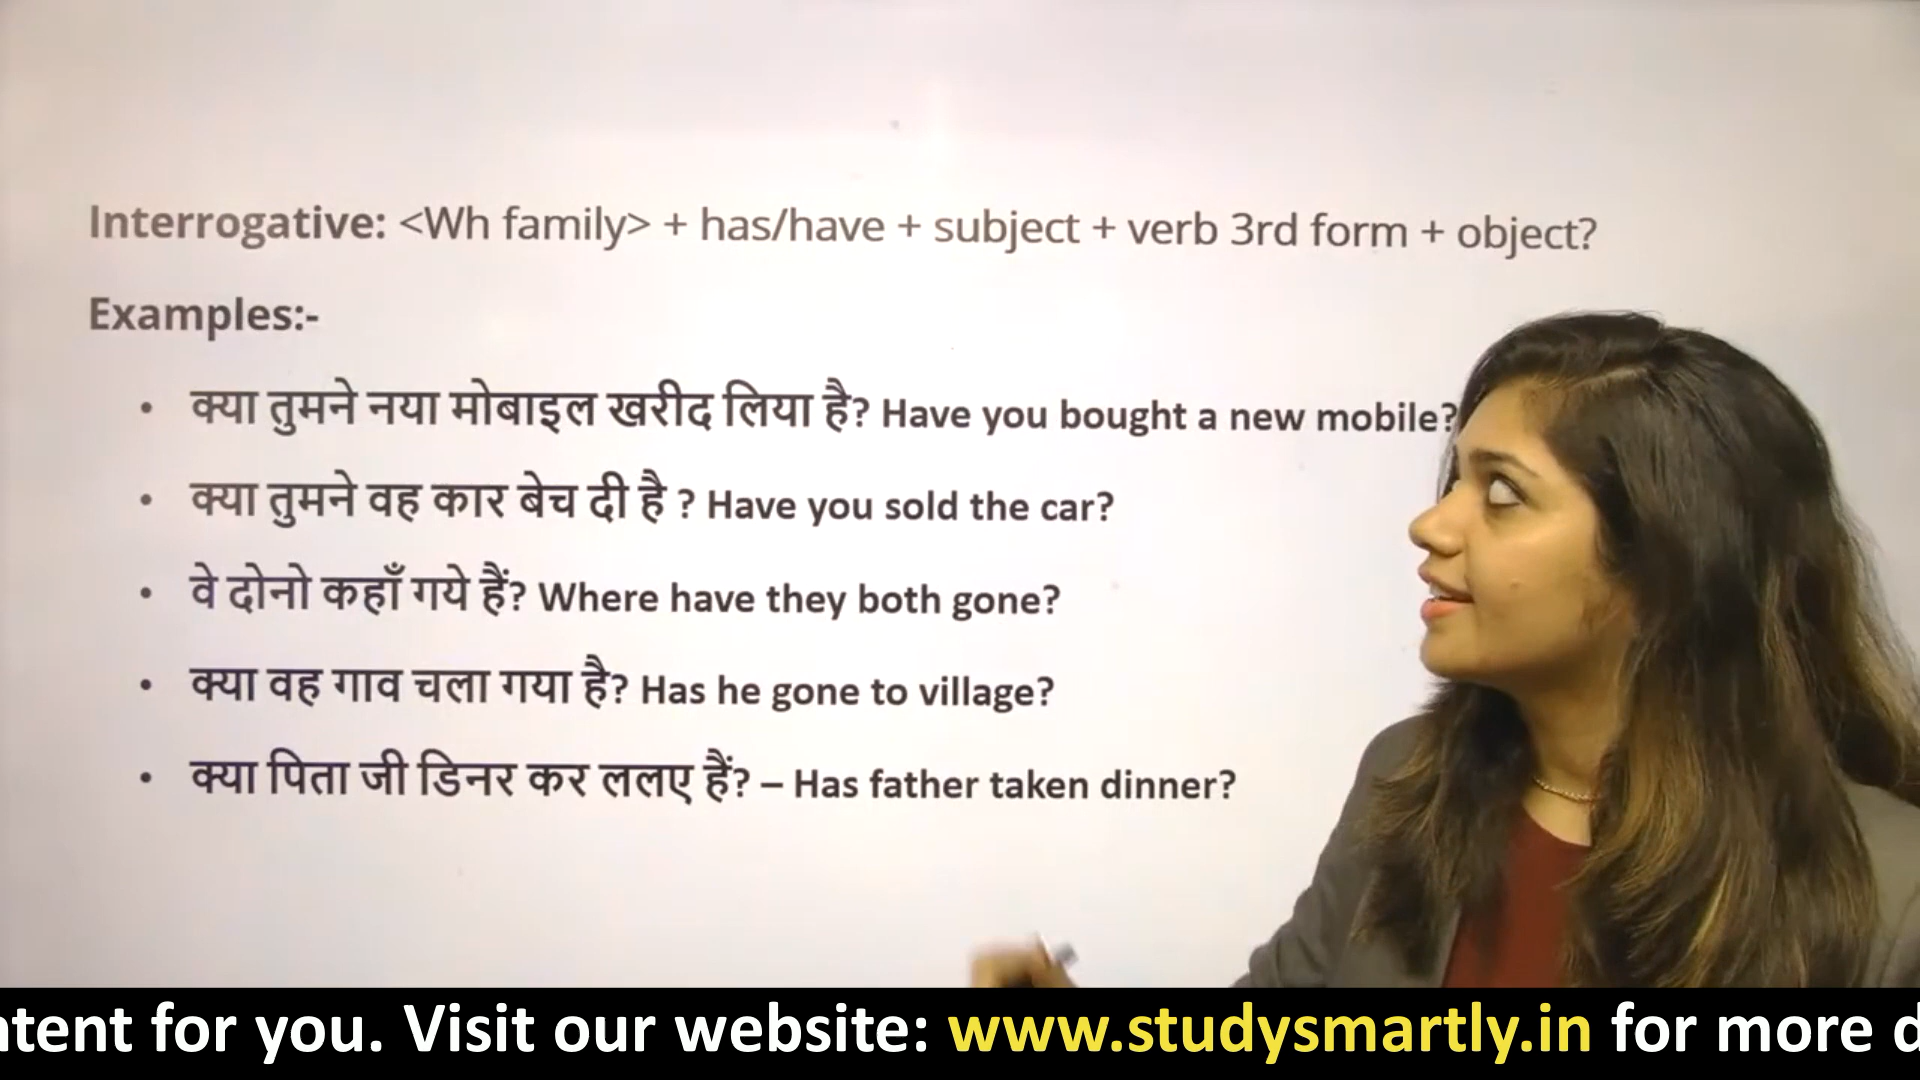 Interrogative: <Wh family> + has/have + subject + verb 3rd form + object?
Examples:-
• क्या तुमने नया मोबाइल खरीद लिया है? Have you bought a new mobile?
• क्या तुमने वह कार बेच दी है ? Have you sold the car?
• वे दोनो कहाँ गये हैं? Where have they both gone?
• क्या वह गाव चला गया है? Has he gone to village?
• क्या पिता जी डिनर कर ललए हैं? – Has father taken dinner?
for you. Visit our website: www.studysmartly.in for more